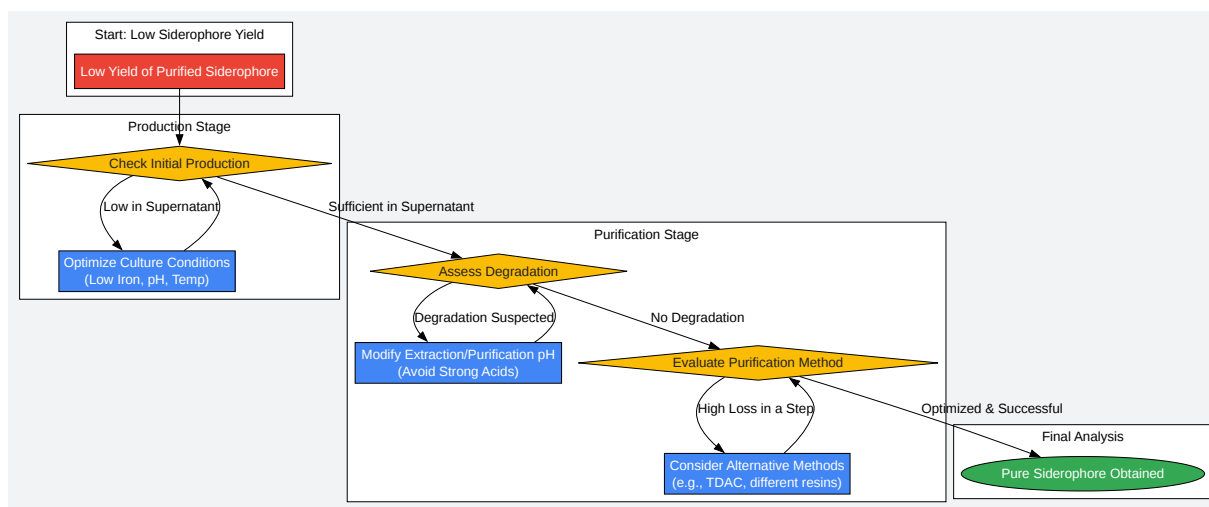 Start: Low Siderophore Yield
Low Yield of Purified Siderophore
Production Stage
Check Initial Production
Low in Supernatant
Sufficient in Supernatant
Optimize Culture Conditions
(Low Iron, pH, Temp)
Purification Stage
Assess Degradation
Degradation Suspected
No Degradation
Modify Extraction/Purification pH
(Avoid Strong Acids)
Evaluate Purification Method
High Loss in a Step
Optimized & Successful
Consider Alternative Methods
(e.g., TDAC, different resins)
Final Analysis
Pure Siderophore Obtained